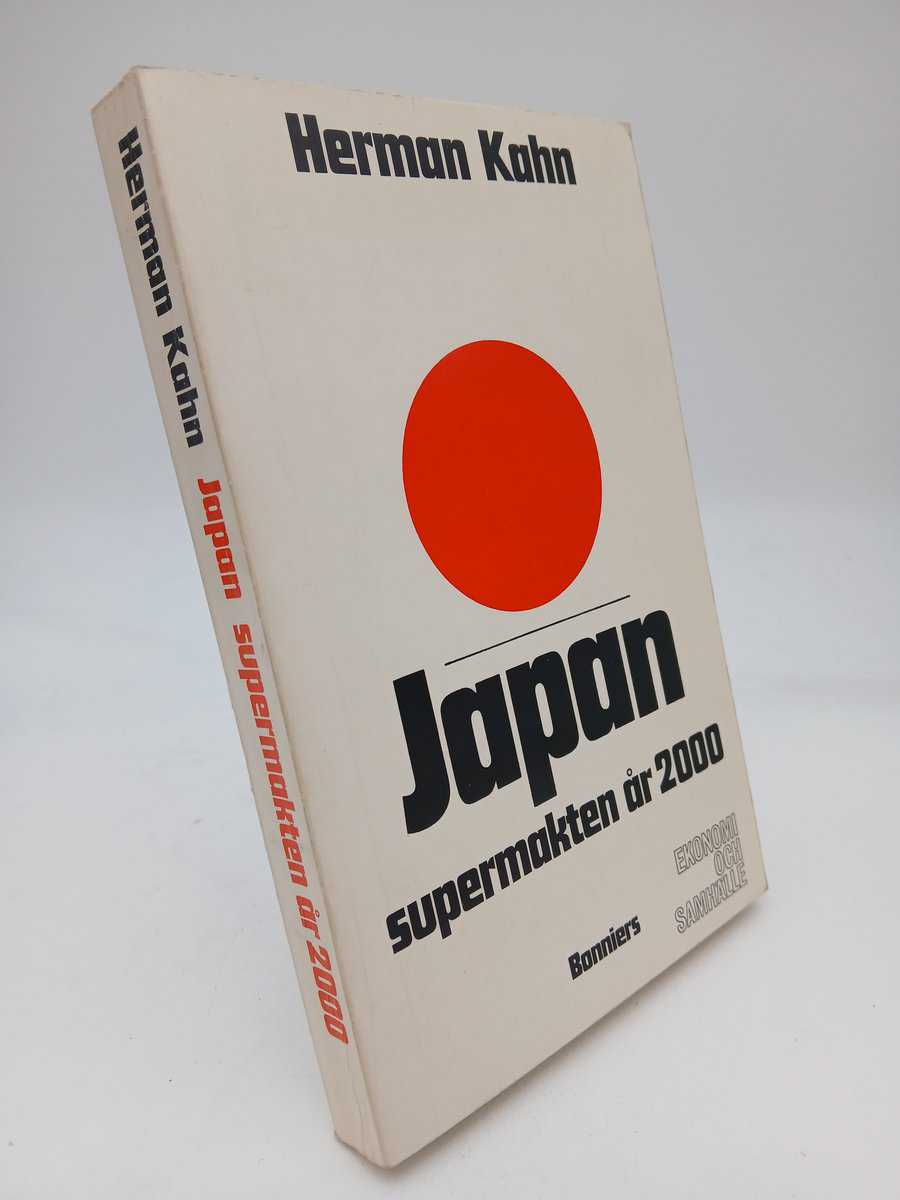 Herman Kahn
Japan
supermakten år 2000
EKONOMI
OCH
SAMHÄLLE
Bonniers
Herman Kahn Japan supermakten år 2000